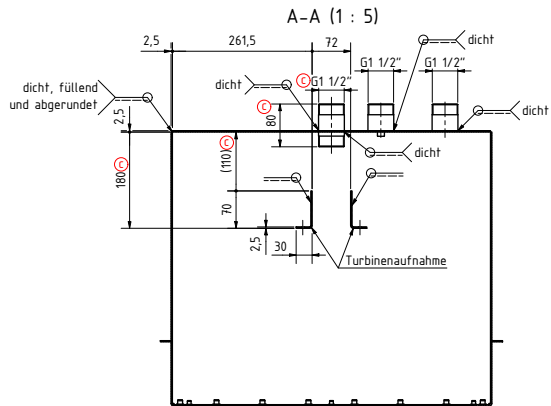 A-A (1 : 5)
2,5
261,5
72
dicht
dicht, füllend
und abgerundet
dicht
C
G1 1/2"
G1 1/2"
G1 1/2"
C
80
dicht
2,5
180
C
(110)
C
dicht
70
2,5
30
Turbinenaufnahme